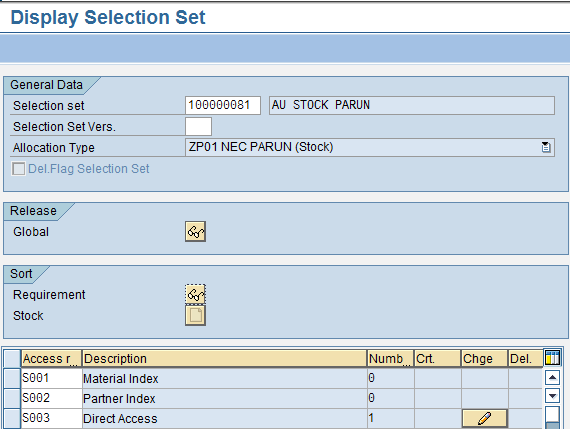 Display Selection Set
General Data
Selection set 100000081 AU STOCK PARUN
Selection Set Vers.
Allocation Type ZP01 NEC PARUN (Stock)
Del.Flag Selection Set
Release
Global
Sort
Requirement
Stock
Access r... Description Numb... Crt. Chge Del.
S001 Material Index 0
S002 Partner Index 0
S003 Direct Access 1